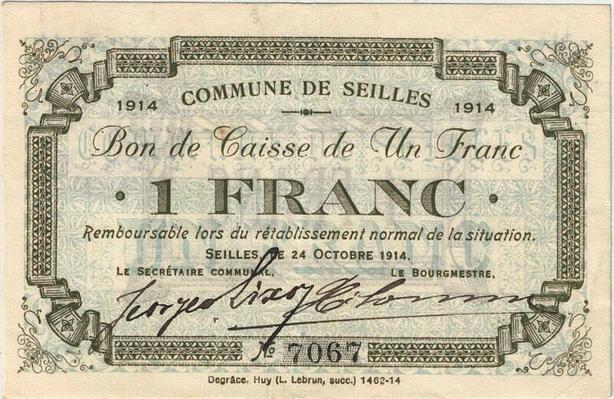 COMMUNE DE SEILLES
1914 1914
Bon de Caisse de Un Franc
· 1 FRANC ·
Remboursable lors du rétablissement normal de la situation.
SEILLES, LE 24 OCTOBRE 1914.
LE SECRÉTAIRE COMMUNAL, LE BOURGMESTRE,
Georges
№ 7067
Degrâce, Huy (L. Lebrun, succ.) 1462-14